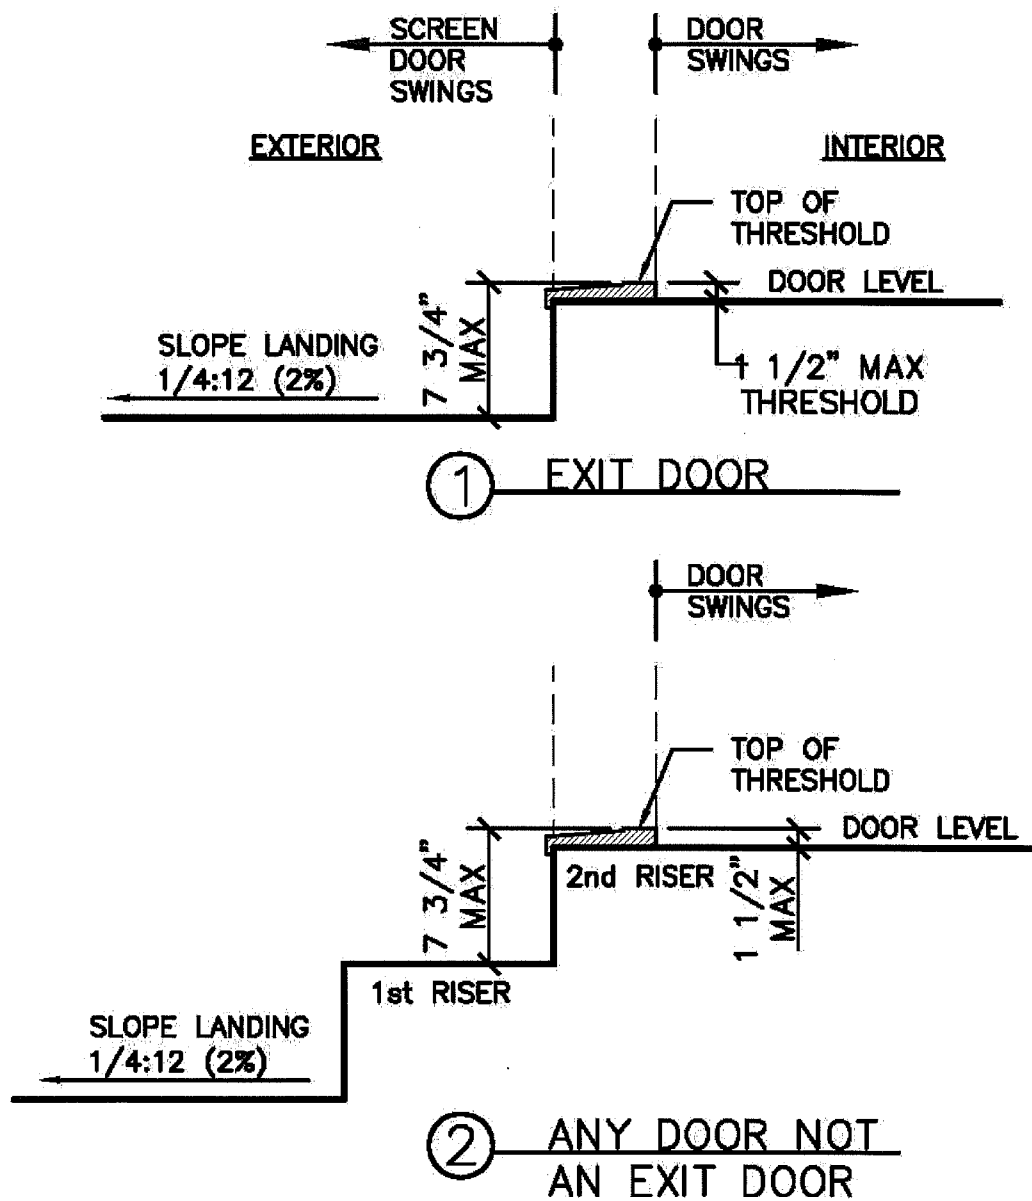 SCREEN
DOOR
SWINGS
DOOR
SWINGS
EXTERIOR
INTERIOR
TOP OF
THRESHOLD
DOOR LEVEL
7 3/4"
MAX
SLOPE LANDING
1/4:12 (2%)
1 1/2" MAX
THRESHOLD
1
EXIT DOOR
DOOR
SWINGS
TOP OF
THRESHOLD
DOOR LEVEL
7 3/4"
MAX
2nd RISER
1 1/2"
MAX
1st RISER
SLOPE LANDING
1/4:12 (2%)
2
ANY DOOR NOT
AN EXIT DOOR